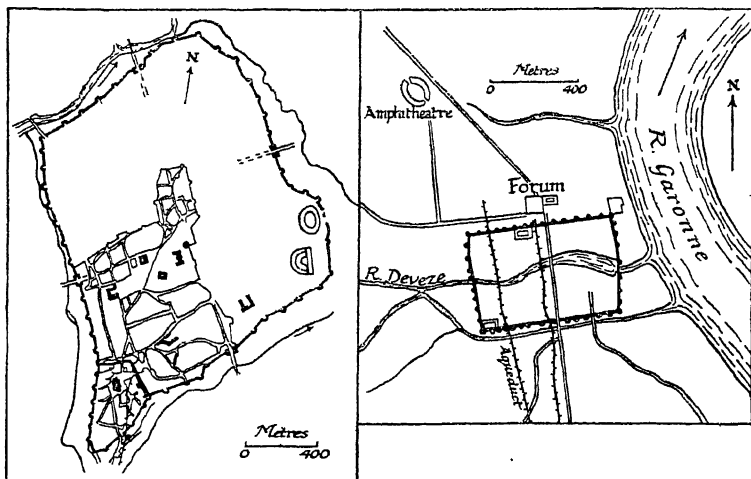 N
Metres
0 400
Metres
0 400
N
Amphitheatre
R. Garonne
Forum
R. Deveze
Aqueduct